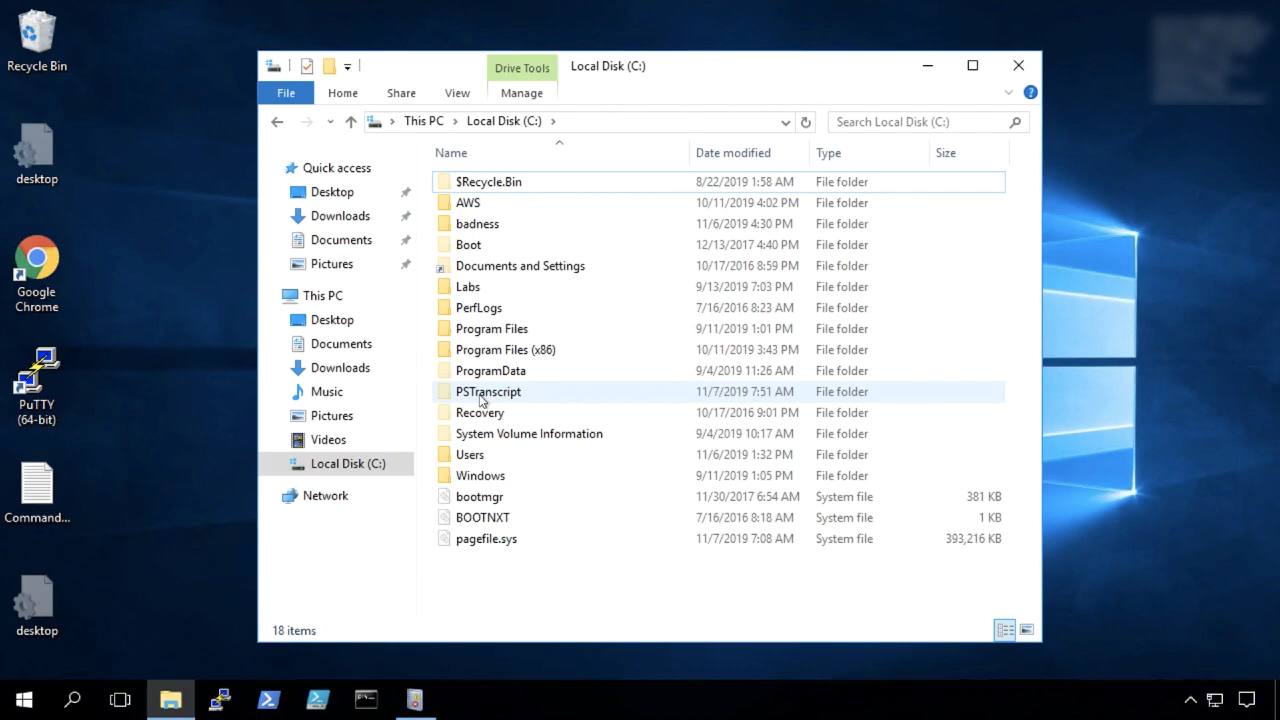 Recycle Bin
desktop
Google
Chrome
PuTTY
(64-bit)
Command...
desktop
Drive Tools
Local Disk (C:)
File
Home
Share
View
Manage
This PC
Local Disk (C:)
Search Local Disk (C:)
Quick access
Desktop
Downloads
Documents
Pictures
This PC
Desktop
Documents
Downloads
Music
Pictures
Videos
Local Disk (C:)
Network
Name Date modified Type Size
$Recycle.Bin 8/22/2019 1:58 AM File folder
AWS 10/11/2019 4:02 PM File folder
badness 11/6/2019 4:30 PM File folder
Boot 12/13/2017 4:40 PM File folder
Documents and Settings 10/17/2016 8:59 PM File folder
Labs 9/13/2019 7:03 PM File folder
PerfLogs 7/16/2016 8:23 AM File folder
Program Files 9/11/2019 1:01 PM File folder
Program Files (x86) 10/11/2019 3:43 PM File folder
ProgramData 9/4/2019 11:26 AM File folder
PSTranscript 11/7/2019 7:51 AM File folder
Recovery 10/17/2016 9:01 PM File folder
System Volume Information 9/4/2019 10:17 AM File folder
Users 11/6/2019 1:32 PM File folder
Windows 9/11/2019 1:05 PM File folder
bootmgr 11/30/2017 6:54 AM System file 381 KB
BOOTNXT 7/16/2016 8:18 AM System file 1 KB
pagefile.sys 11/7/2019 7:08 AM System file 393,216 KB
18 items